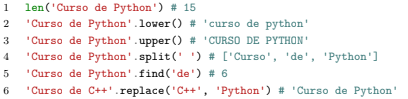 1 len('Curso de Python') # 15
2 'Curso de Python'.lower() # 'curso de python'
3 'Curso de Python'.upper() # 'CURSO DE PYTHON'
4 'Curso de Python'.split(' ') # ['Curso', 'de', 'Python']
5 'Curso de Python'.find('de') # 6
6 'Curso de C++'.replace('C++', 'Python') # 'Curso de Python'